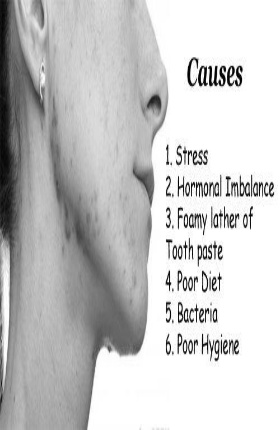 Causes
1. Stress
2. Hormonal Imbalance
3. Foamy lather of
Tooth paste
4. Poor Diet
5. Bacteria
6. Poor Hygiene